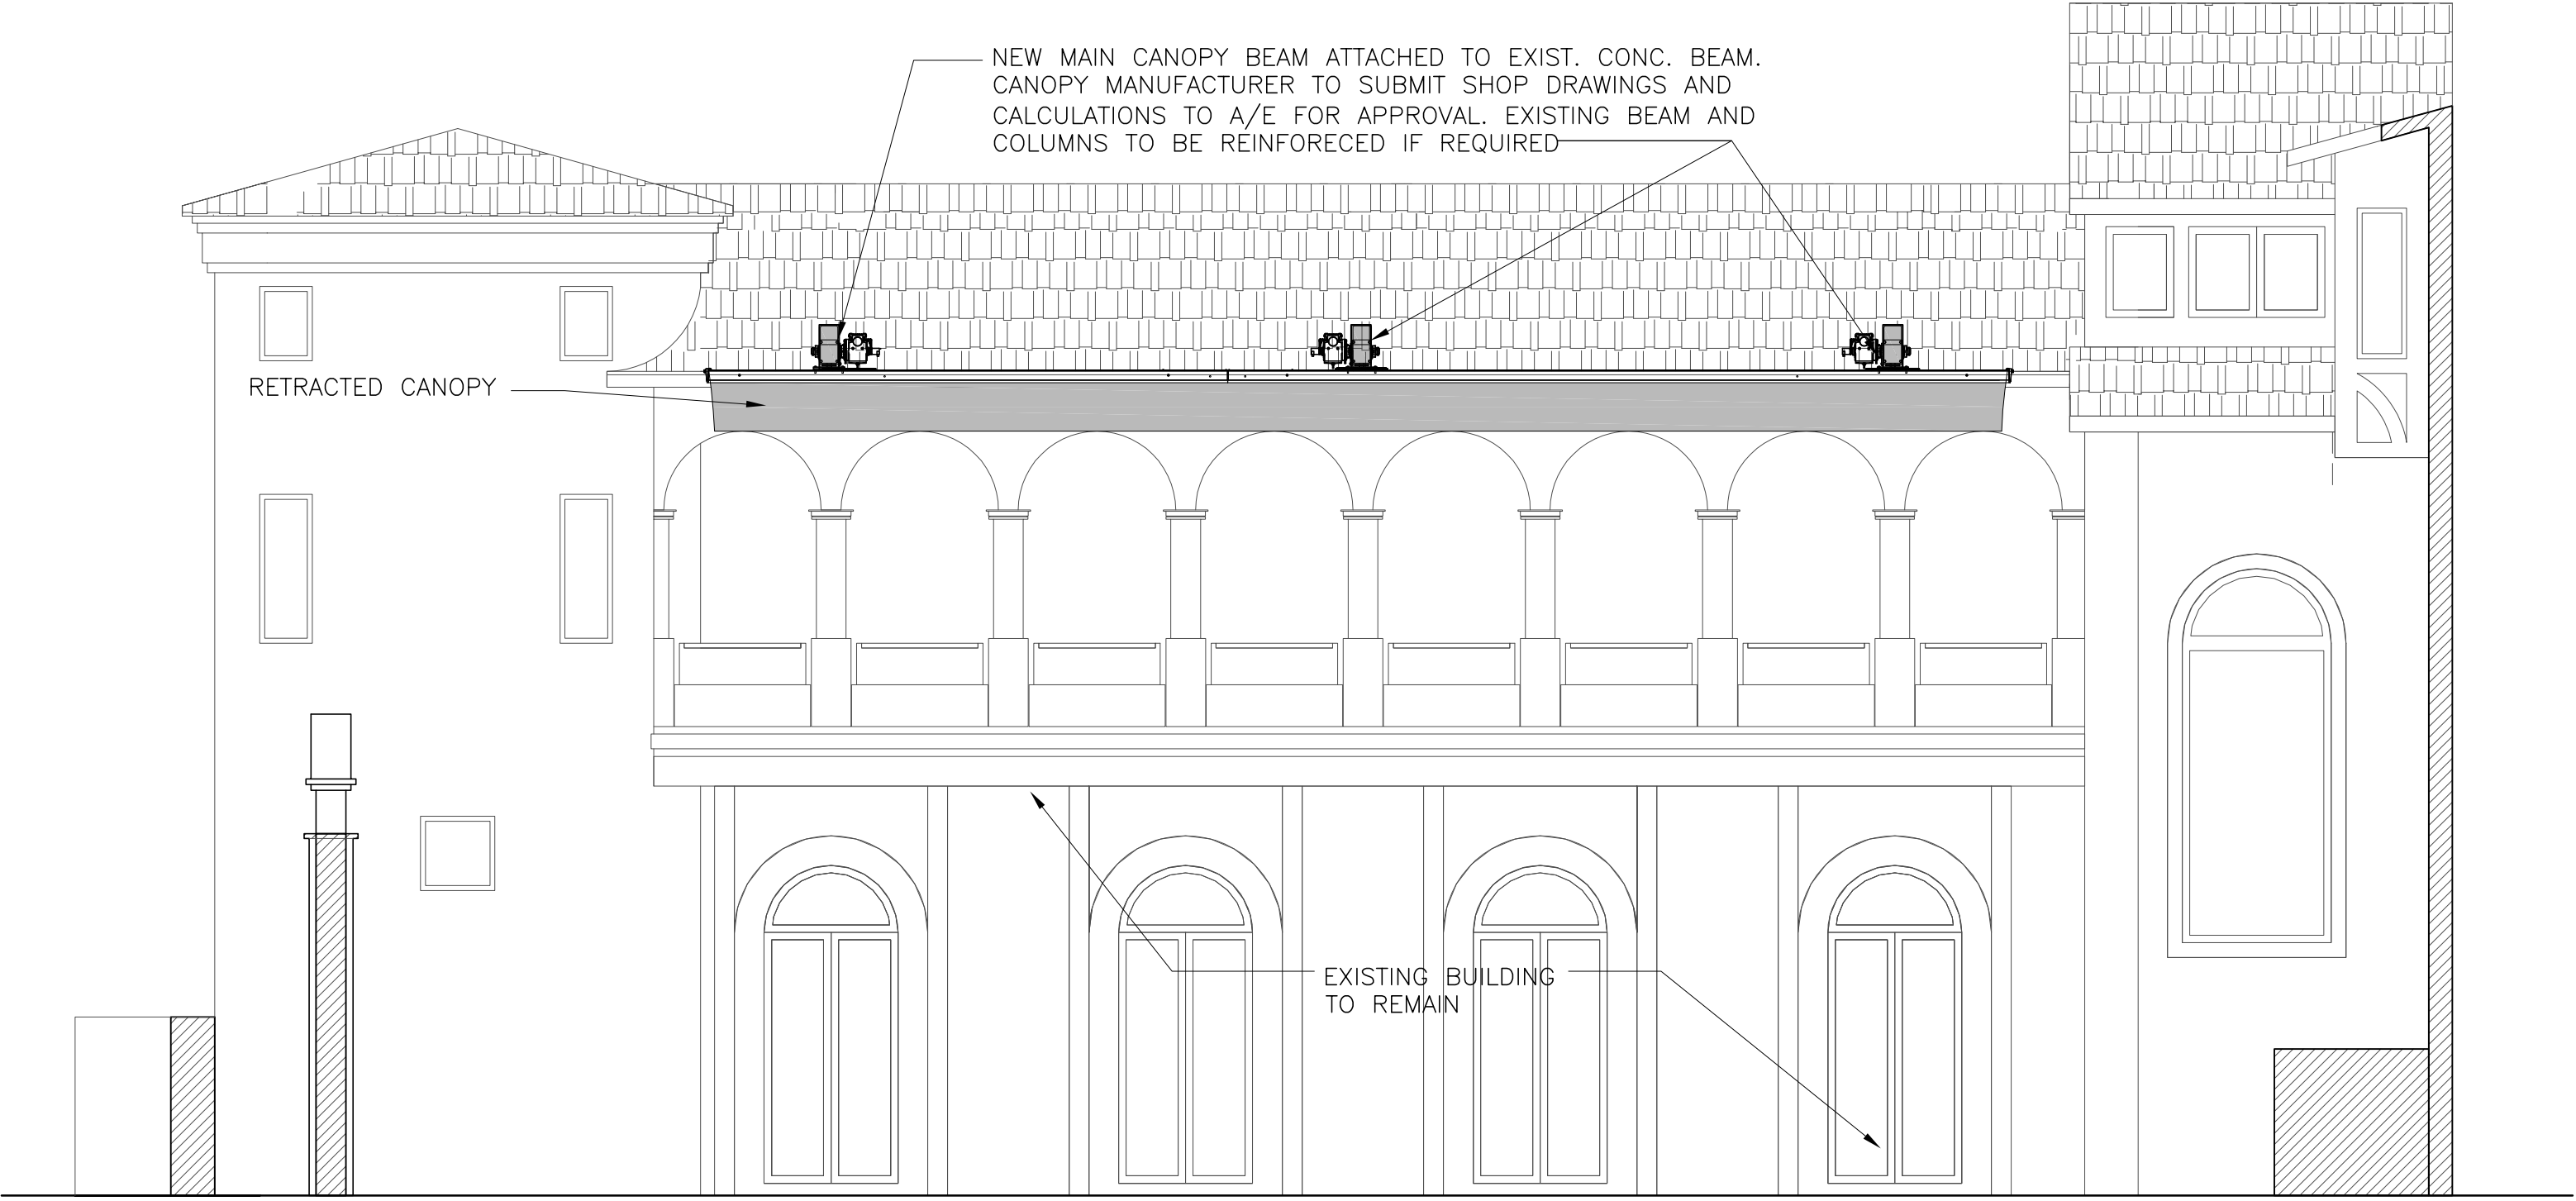 NEW MAIN CANOPY BEAM ATTACHED TO EXIST. CONC. BEAM.
CANOPY MANUFACTURER TO SUBMIT SHOP DRAWINGS AND
CALCULATIONS TO A/E FOR APPROVAL. EXISTING BEAM AND
COLUMNS TO BE REINFORECED IF REQUIRED
RETRACTED CANOPY
EXISTING BUILDING
TO REMAIN